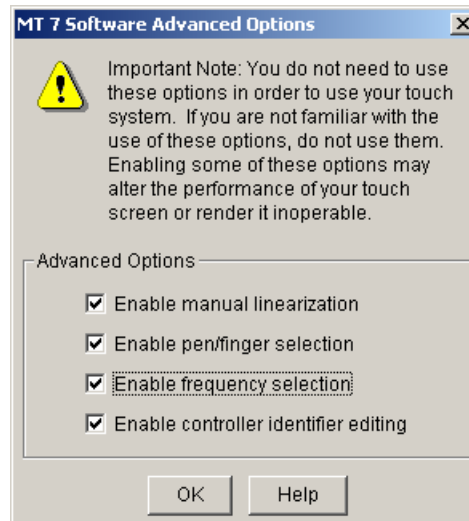 MT 7 Software Advanced Options
Important Note: You do not need to use
these options in order to use your touch
system. If you are not familiar with the
use of these options, do not use them.
Enabling some of these options may
alter the performance of your touch
screen or render it inoperable.
Advanced Options
Enable manual linearization
Enable pen/finger selection
Enable frequency selection
Enable controller identifier editing
OK Help